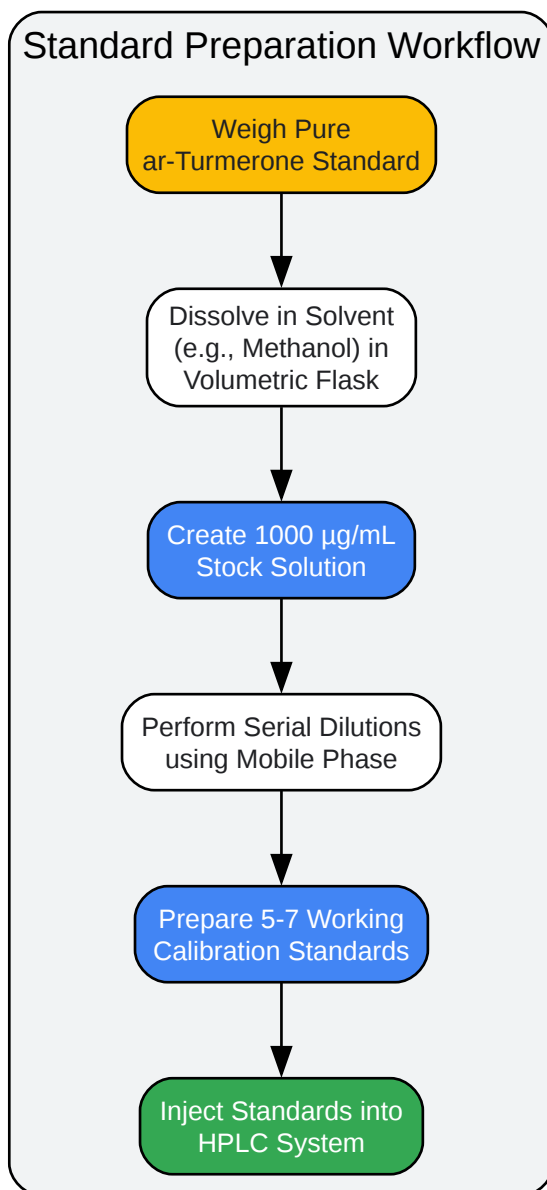 Standard Preparation Workflow
Weigh Pure
ar-Turmerone Standard
Dissolve in Solvent
(e.g., Methanol) in
Volumetric Flask
Create 1000 µg/mL
Stock Solution
Perform Serial Dilutions
using Mobile Phase
Prepare 5-7 Working
Calibration Standards
Inject Standards into
HPLC System